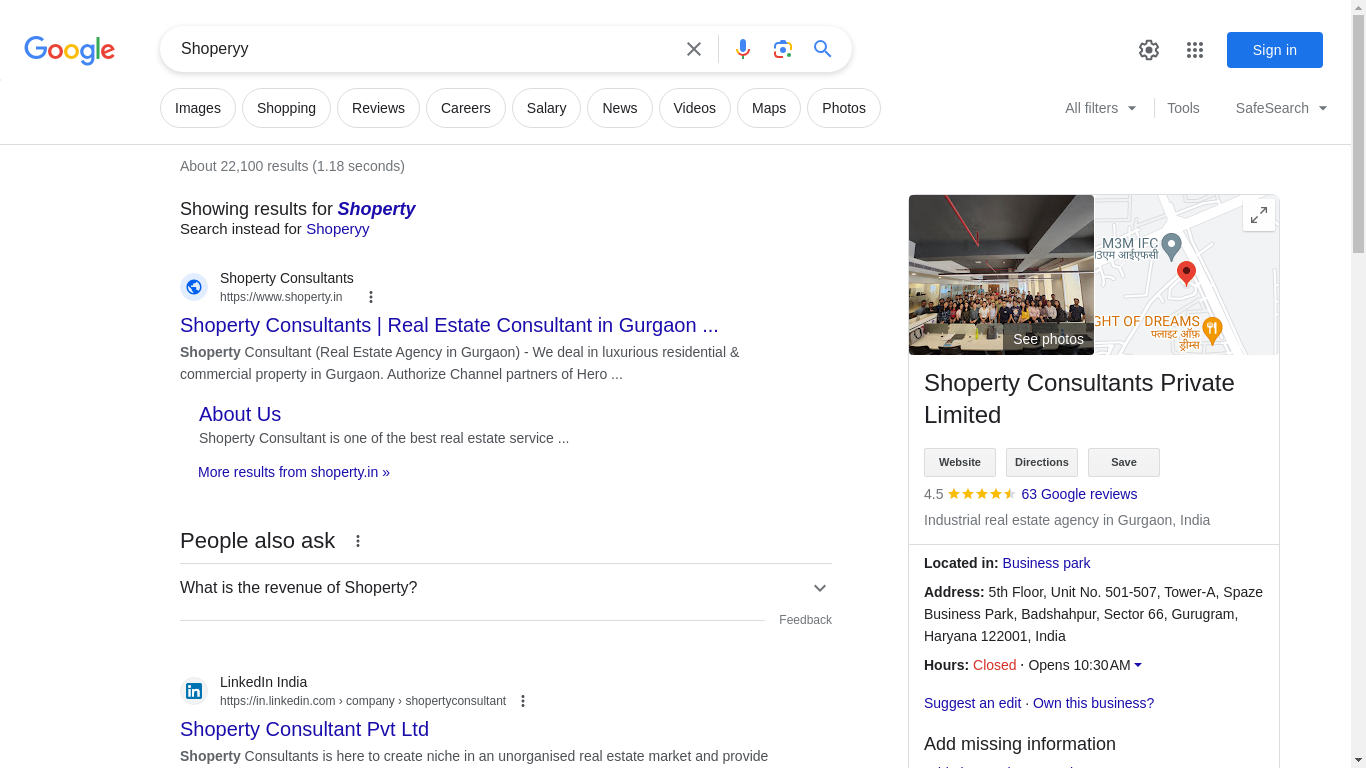 Google
Shoperyy
Sign in
Images
Shopping
Reviews
Careers
Salary
News
Videos
Maps
Photos
All filters
Tools
SafeSearch
About 22,100 results (1.18 seconds)
Showing results for Shoperty
Search instead for Shoperyy
Shoperty Consultants
https://www.shoperty.in
Shoperty Consultants | Real Estate Consultant in Gurgaon ...
Shoperty Consultant (Real Estate Agency in Gurgaon) - We deal in luxurious residential &
commercial property in Gurgaon. Authorize Channel partners of Hero ...
About Us
Shoperty Consultant is one of the best real estate service ...
More results from shoperty.in »
People also ask
What is the revenue of Shoperty?
Feedback
LinkedIn India
https://in.linkedin.com › company › shopertyconsultant
Shoperty Consultant Pvt Ltd
Shoperty Consultants is here to create niche in an unorganised real estate market and provide
See photos
M3M IFC
GHT OF DREAMS
फ्लाइट ऑफ़
ड्रीम्स
Shoperty Consultants Private
Limited
Website
Directions
Save
4.5
63 Google reviews
Industrial real estate agency in Gurgaon, India
Located in: Business park
Address: 5th Floor, Unit No. 501-507, Tower-A, Spaze
Business Park, Badshahpur, Sector 66, Gurugram,
Haryana 122001, India
Hours: Closed ⋅ Opens 10:30 AM
Suggest an edit · Own this business?
Add missing information